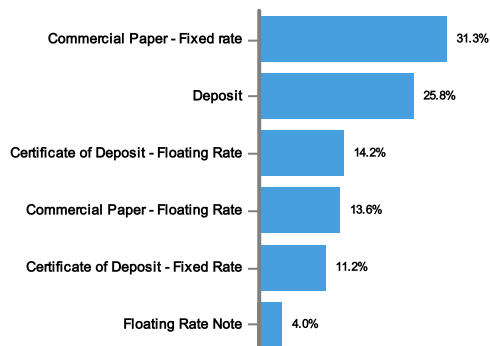 Commercial Paper - Fixed rate 31.3%
Deposit 25.8%
Certificate of Deposit - Floating Rate 14.2%
Commercial Paper - Floating Rate 13.6%
Certificate of Deposit - Fixed Rate 11.2%
Floating Rate Note 4.0%